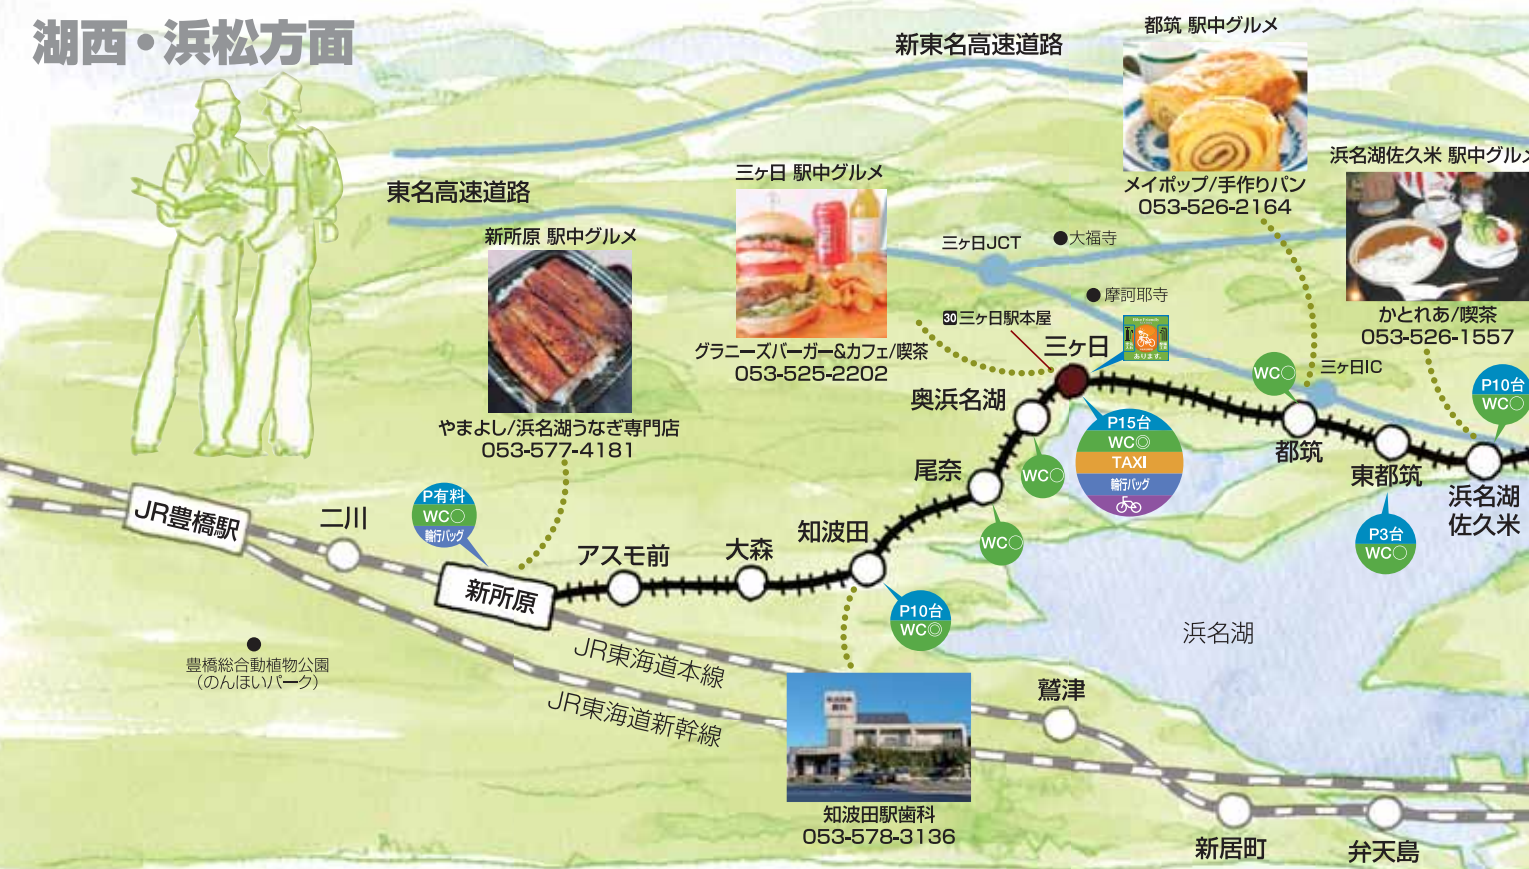 湖西・浜松方面
新東名高速道路
東名高速道路
都筑 駅中グルメ
メイポップ/手作りパン
053-526-2164
浜名湖佐久米 駅中グルメ
かとれあ/喫茶
053-526-1557
三ヶ日 駅中グルメ
グラニーズバーガー&カフェ/喫茶
053-525-2202
新所原 駅中グルメ
やまよし/浜名湖うなぎ専門店
053-577-4181
三ヶ日JCT
●大福寺
●摩訶耶寺
30三ヶ日駅本屋
三ヶ日
あります。
三ヶ日IC
奥浜名湖
WC○
尾奈
WC○
P15台
WC◎
TAXI
輪行バッグ
WC○
都筑
東都筑
P3台
WC○
P10台
WC○
浜名湖
佐久米
JR豊橋駅
二川
P有料
WC○
輪行バッグ
新所原
アスモ前
大森
知波田
P10台
WC◎
浜名湖
豊橋総合動植物公園
(のんほいパーク)
JR東海道本線
JR東海道新幹線
知波田駅歯科
053-578-3136
鷲津
新居町
弁天島